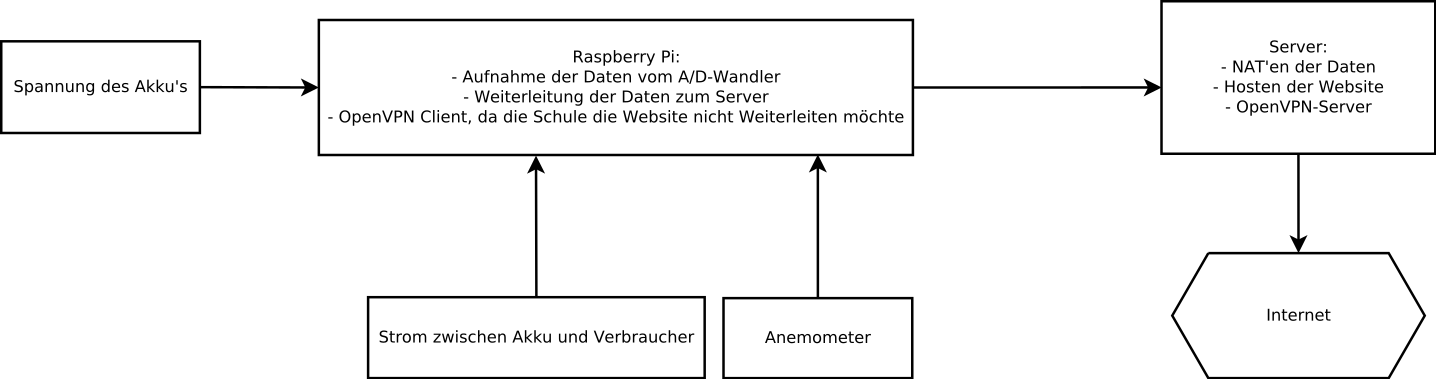 Spannung des Akku's
Raspberry Pi:
- Aufnahme der Daten vom A/D-Wandler
- Weiterleitung der Daten zum Server
- OpenVPN Client, da die Schule die Website nicht Weiterleiten möchte
Server:
- NAT'en der Daten
- Hosten der Website
- OpenVPN-Server
Strom zwischen Akku und Verbraucher
Anemometer
Internet